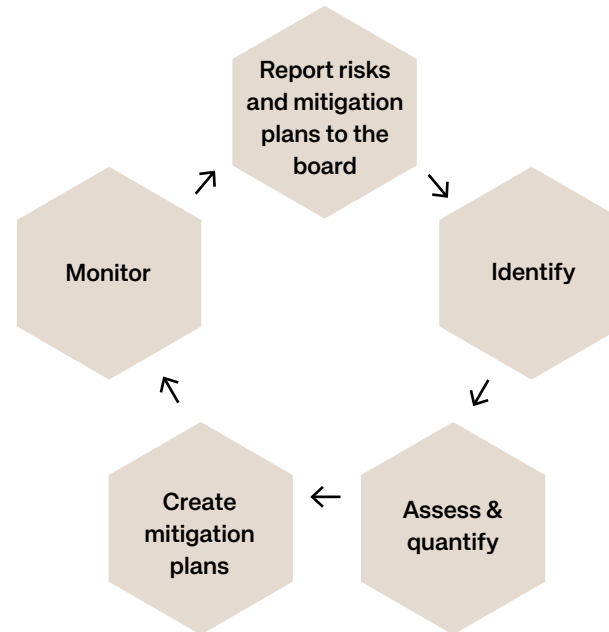 Report risks
and mitigation
plans to the
board
Identify
Assess &
quantify
Create
mitigation
plans
Monitor